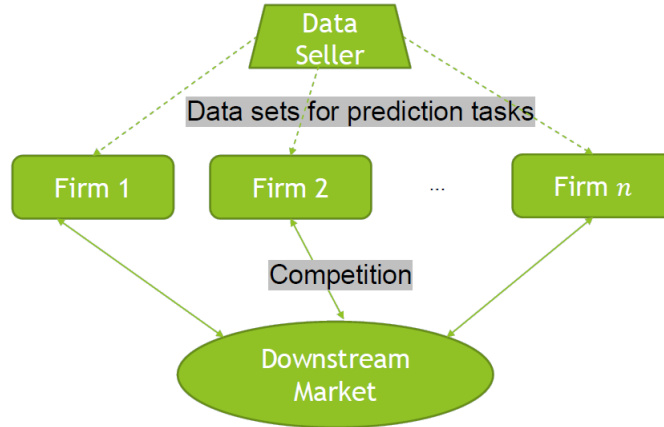 Data
Seller
Data sets for prediction tasks
Firm 1
Firm 2
...
Firm n
Competition
Downstream
Market